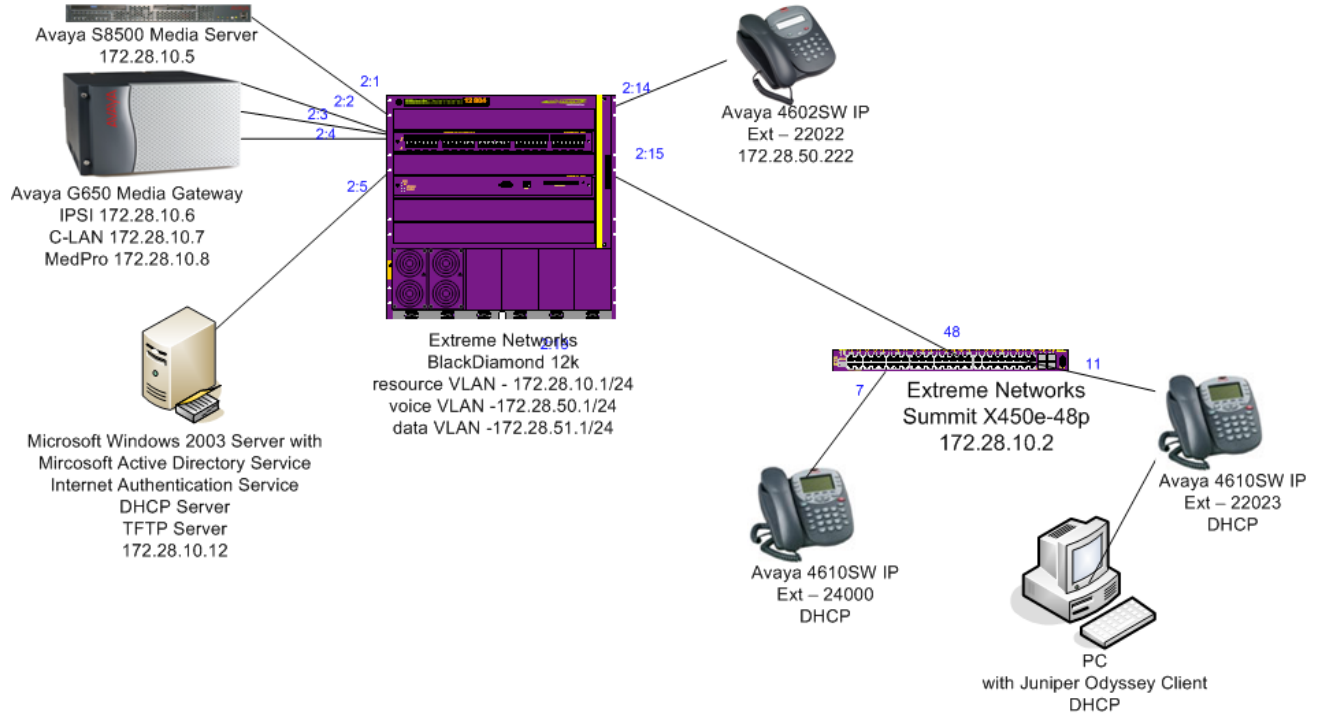 Avaya S8500 Media Server
172.28.10.5
2:1
2:2
2:3
2:4
Avaya G650 Media Gateway
IPSI 172.28.10.6
C-LAN 172.28.10.7
MedPro 172.28.10.8
2:5
Microsoft Windows 2003 Server with
Mircosoft Active Directory Service
Internet Authentication Service
DHCP Server
TFTP Server
172.28.10.12
Extreme Networks
BlackDiamond 12k
resource VLAN - 172.28.10.1/24
voice VLAN -172.28.50.1/24
data VLAN -172.28.51.1/24
2:14
Avaya 4602SW IP
Ext – 22022
172.28.50.222
2:15
48
7
11
Extreme Networks
Summit X450e-48p
172.28.10.2
Avaya 4610SW IP
Ext – 24000
DHCP
Avaya 4610SW IP
Ext – 22023
DHCP
PC
with Juniper Odyssey Client
DHCP